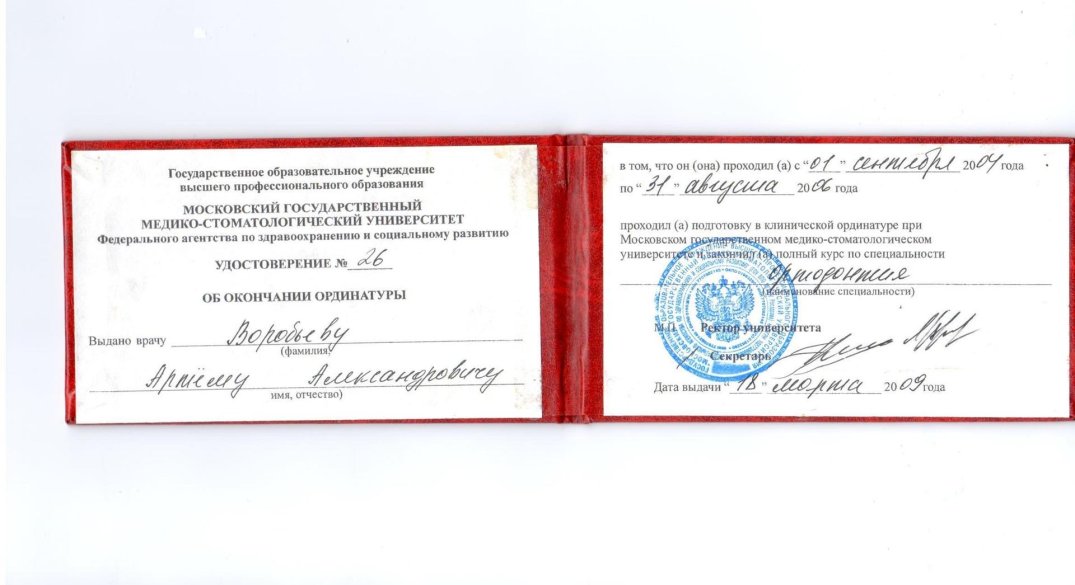 Государственное образовательное учреждение
высшего профессионального образования
МОСКОВСКИЙ ГОСУДАРСТВЕННЫЙ
МЕДИКО-СТОМАТОЛОГИЧЕСКИЙ УНИВЕРСИТЕТ
Федерального агентства по здравоохранению и социальному развитию
УДОСТОВЕРЕНИЕ № 26
ОБ ОКОНЧАНИИ ОРДИНАТУРЫ
Выдано врачу Воробьеву
(фамилия)
Артёму Александровичу
имя, отчество)
в том, что он (она) проходил (а) с "01" сентября 2004 года
по "31" августа 2006 года
проходил (а) подготовку в клинической ординатуре при
Московском государственном медико-стоматологическом
университете и закончил (а) полный курс по специальности
ортодонтия
(наименование специальности)
М.П. Ректор университета
Секретарь
Дата выдачи "18" марта 2009 года